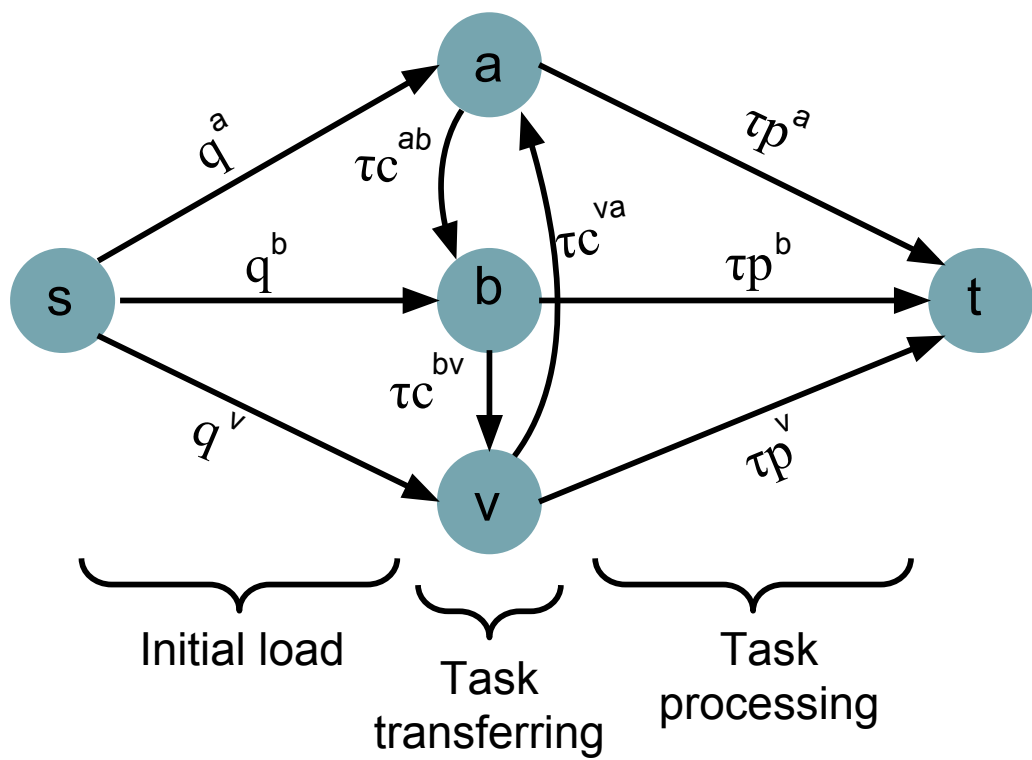 a
q^a
τc^ab
τp^a
τc^va
q^b
τp^b
s
b
t
τc^bv
q^v
τp^v
v
Initial load
Task
transferring
Task
processing